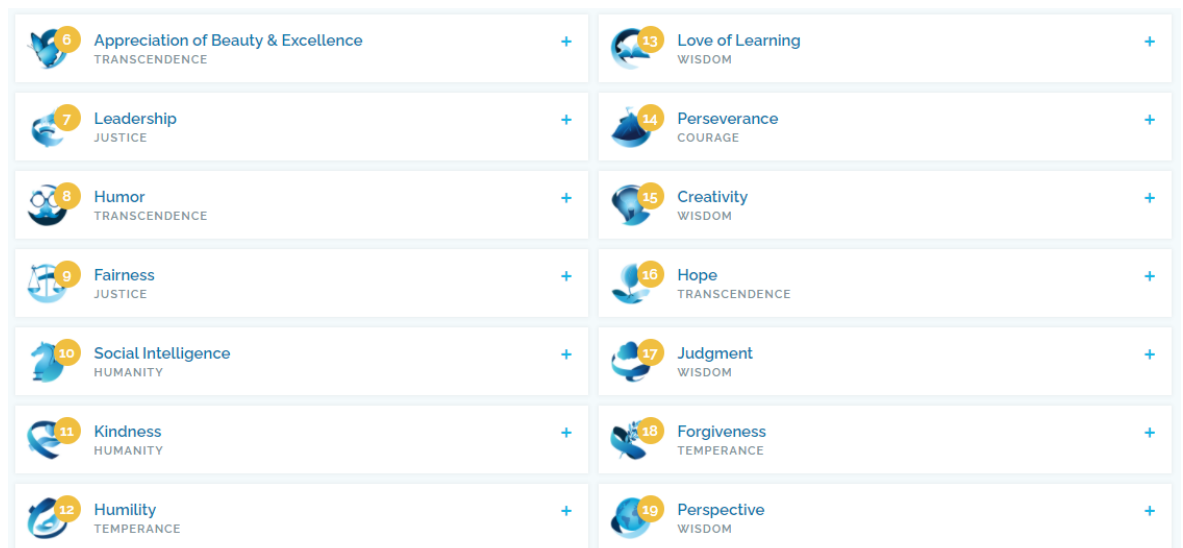 6
Appreciation of Beauty & Excellence
TRANSCENDENCE
+
7
Leadership
JUSTICE
+
8
Humor
TRANSCENDENCE
+
9
Fairness
JUSTICE
+
10
Social Intelligence
HUMANITY
+
11
Kindness
HUMANITY
+
12
Humility
TEMPERANCE
+
13
Love of Learning
WISDOM
+
14
Perseverance
COURAGE
+
15
Creativity
WISDOM
+
16
Hope
TRANSCENDENCE
+
17
Judgment
WISDOM
+
18
Forgiveness
TEMPERANCE
+
19
Perspective
WISDOM
+